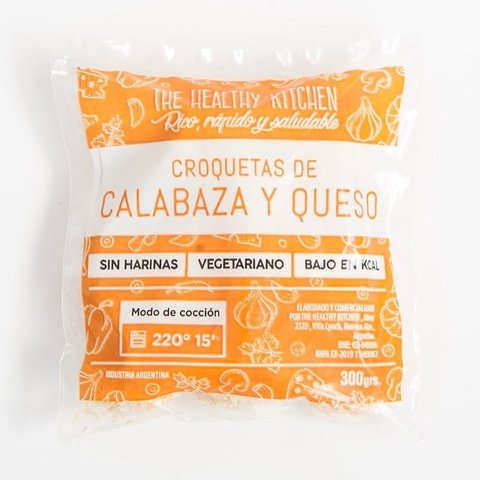 THE HEALTHY KITCHEN
Rico, rápido y saludable
CROQUETAS DE
CALABAZA Y QUESO
SIN HARINAS
VEGETARIANO
BAJO EN KCAL
Modo de cocción
220° 15'
INDUSTRIA ARGENTINA
ELABORADO Y COMERCIALIZADO
POR THE HEALTHY KITCHEN,
Villa Lynch, Buenos Aires,
Argentina.
300grs.